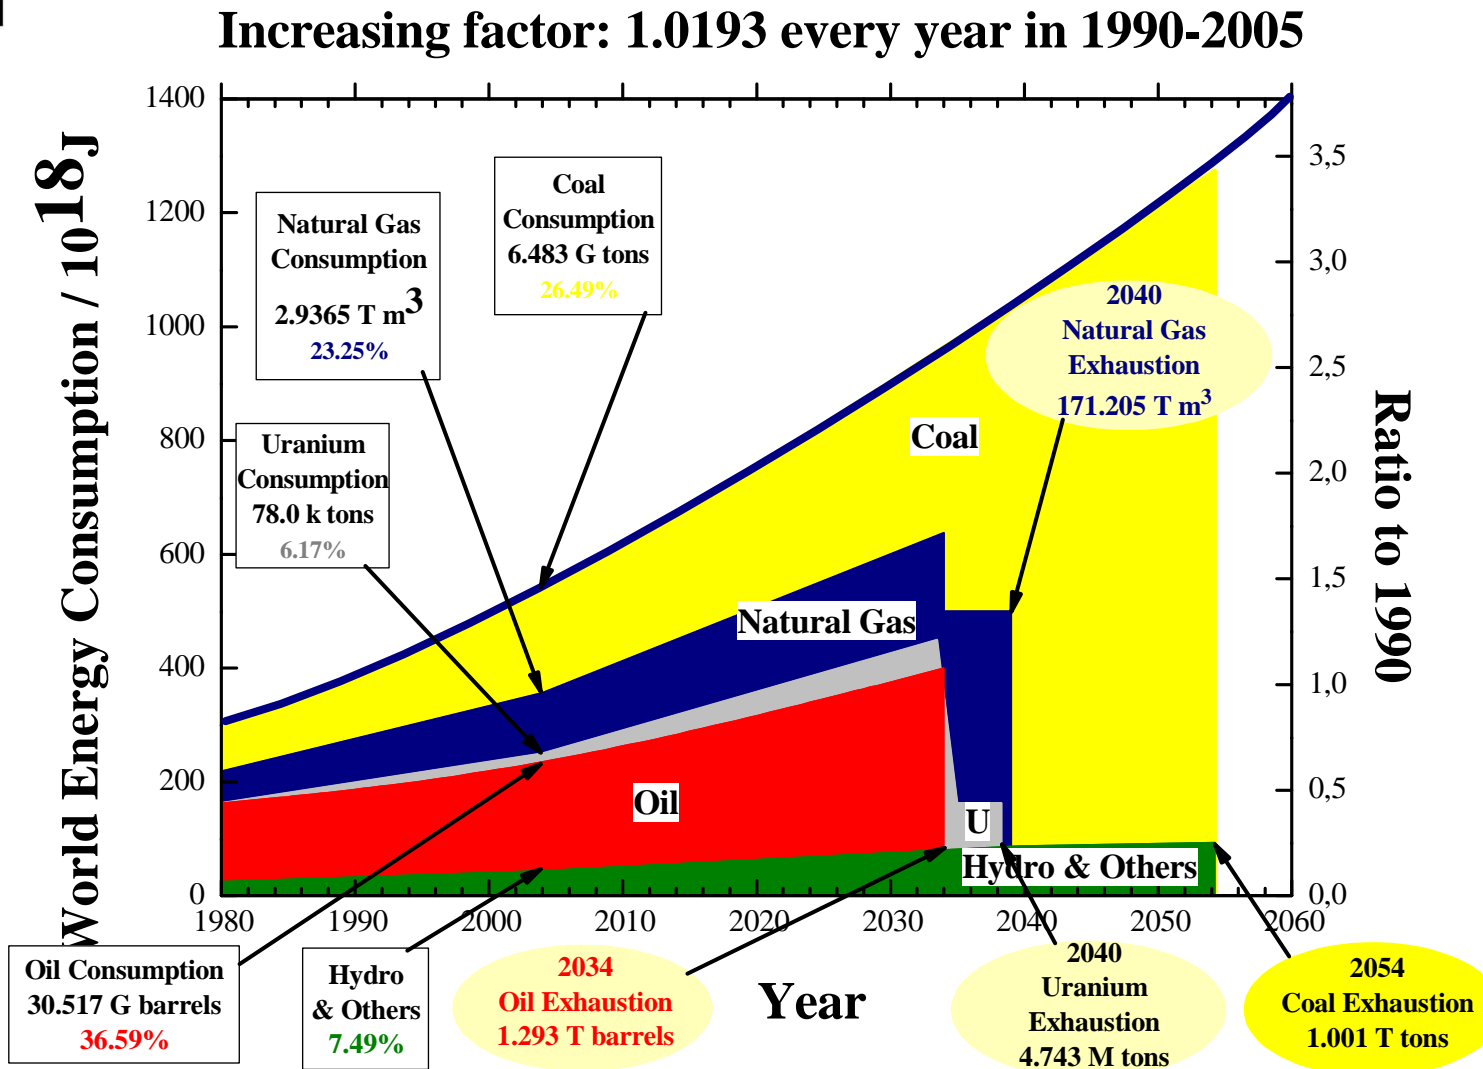 Increasing factor: 1.0193 every year in 1990-2005
World Energy Consumption / 10^18 J
1400
1200
1000
800
600
400
200
0
3,5
3,0
2,5
2,0
1,5
1,0
0,5
0,0
Ratio to 1990
Natural Gas
Consumption
2.9365 T m³
23.25%
Coal
Consumption
6.483 G tons
26.49%
2040
Natural Gas
Exhaustion
171.205 T m³
Uranium
Consumption
78.0 k tons
6.17%
Coal
Natural Gas
Oil
U
Hydro & Others
1980
1990
2000
2010
2020
2030
2040
2050
2060
Year
Oil Consumption
30.517 G barrels
36.59%
Hydro
& Others
7.49%
2034
Oil Exhaustion
1.293 T barrels
2040
Uranium
Exhaustion
4.743 M tons
2054
Coal Exhaustion
1.001 T tons